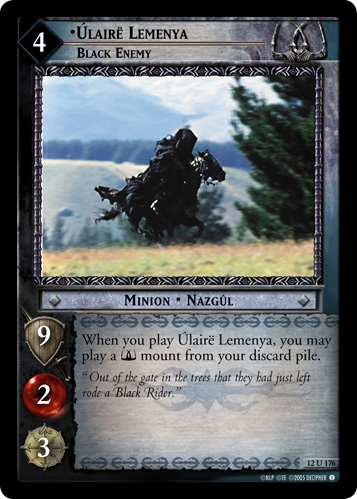 4
•Úlairë Lemenya
Black Enemy
Minion • Nazgûl
9
When you play Úlairë Lemenya, you may
play a mount from your discard pile.
2
“Out of the gate in the trees that they had just left
rode a Black Rider.”
3
12 U 176
©NLP ©TE ©2005 DECIPHER